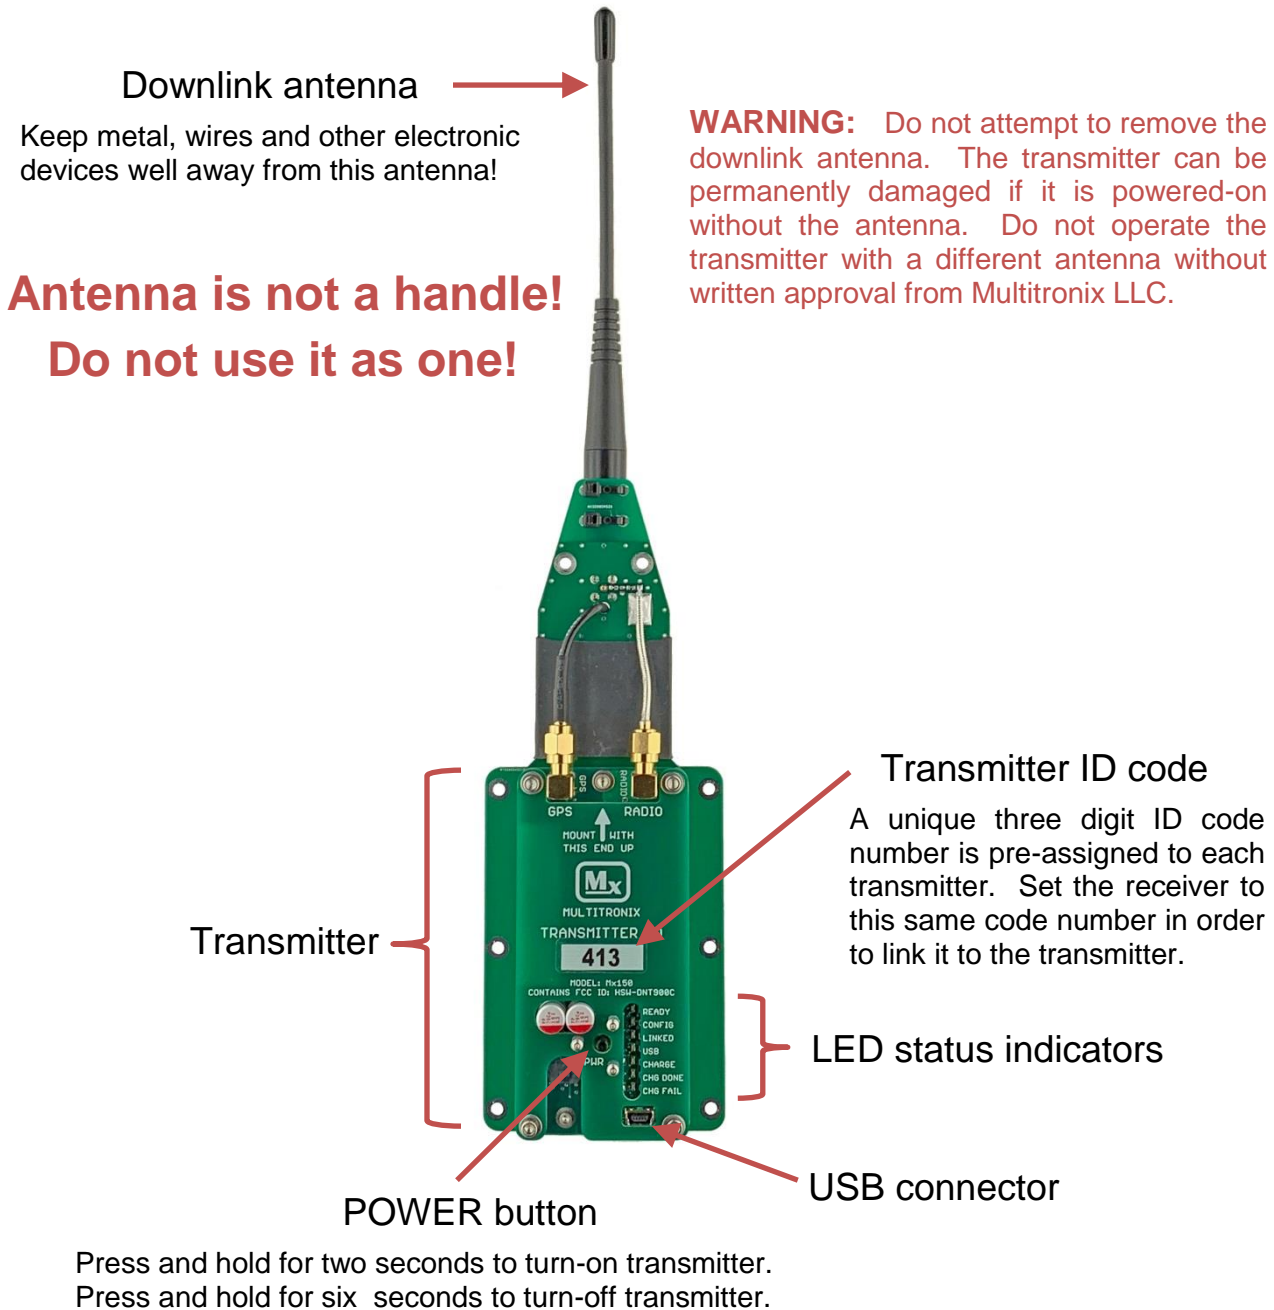 Downlink antenna
Keep metal, wires and other electronic
devices well away from this antenna!
WARNING: Do not attempt to remove the
downlink antenna. The transmitter can be
permanently damaged if it is powered-on
without the antenna. Do not operate the
transmitter with a different antenna without
written approval from Multitronix LLC.
Antenna is not a handle!
Do not use it as one!
GPS
RADIO
GPS RADIO
MOUNT WITH
THIS END UP
Mx
MULTITRONIX
TRANSMITTER
413
MODEL: Mx150
CONTAINS FCC ID: HSW-DNT900C
READY
CONFIG
LINKED
USB
CHARGE
CHG DONE
CHG FAIL
PWR
Transmitter ID code
A unique three digit ID code
number is pre-assigned to each
transmitter. Set the receiver to
this same code number in order
to link it to the transmitter.
Transmitter
LED status indicators
USB connector
POWER button
Press and hold for two seconds to turn-on transmitter.
Press and hold for six seconds to turn-off transmitter.